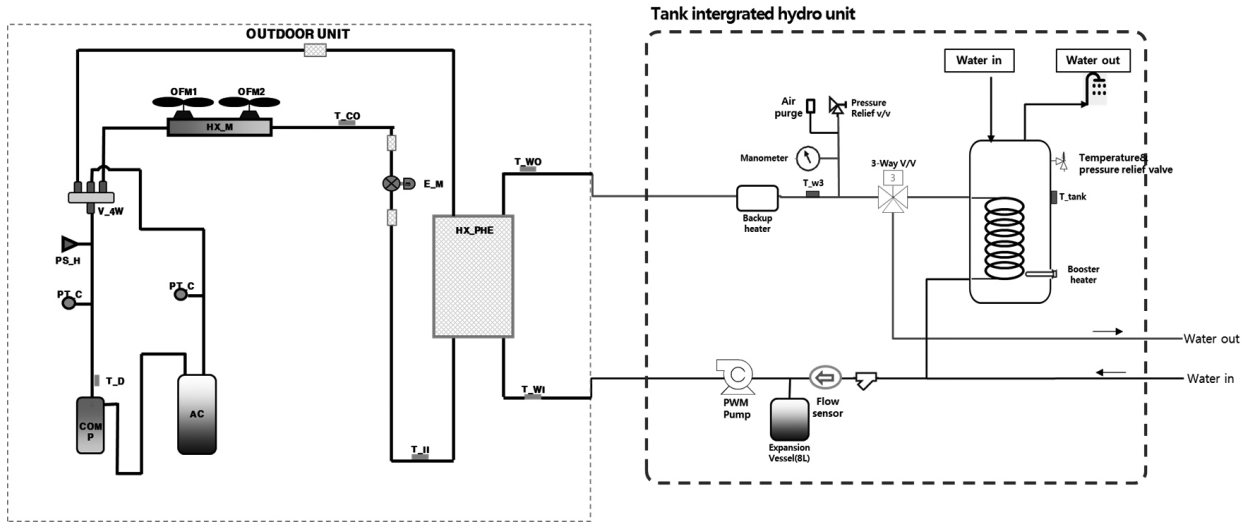 Tank intergrated hydro unit
OUTDOOR UNIT
OFM1
OFM2
HX_M
T_CO
E_M
V_4W
PS_H
PT_C
PT_C
T_D
COM
P
AC
T_II
HX_PHE
T_WO
T_WI
Water in
Water out
Air
purge
Pressure
Relief v/v
Manometer
3-Way V/V
3
T_w3
Backup
heater
Temperature&
pressure relief valve
T_tank
Booster
heater
Water out
Water in
PWM
Pump
Flow
sensor
Expansion
Vessel(8L)